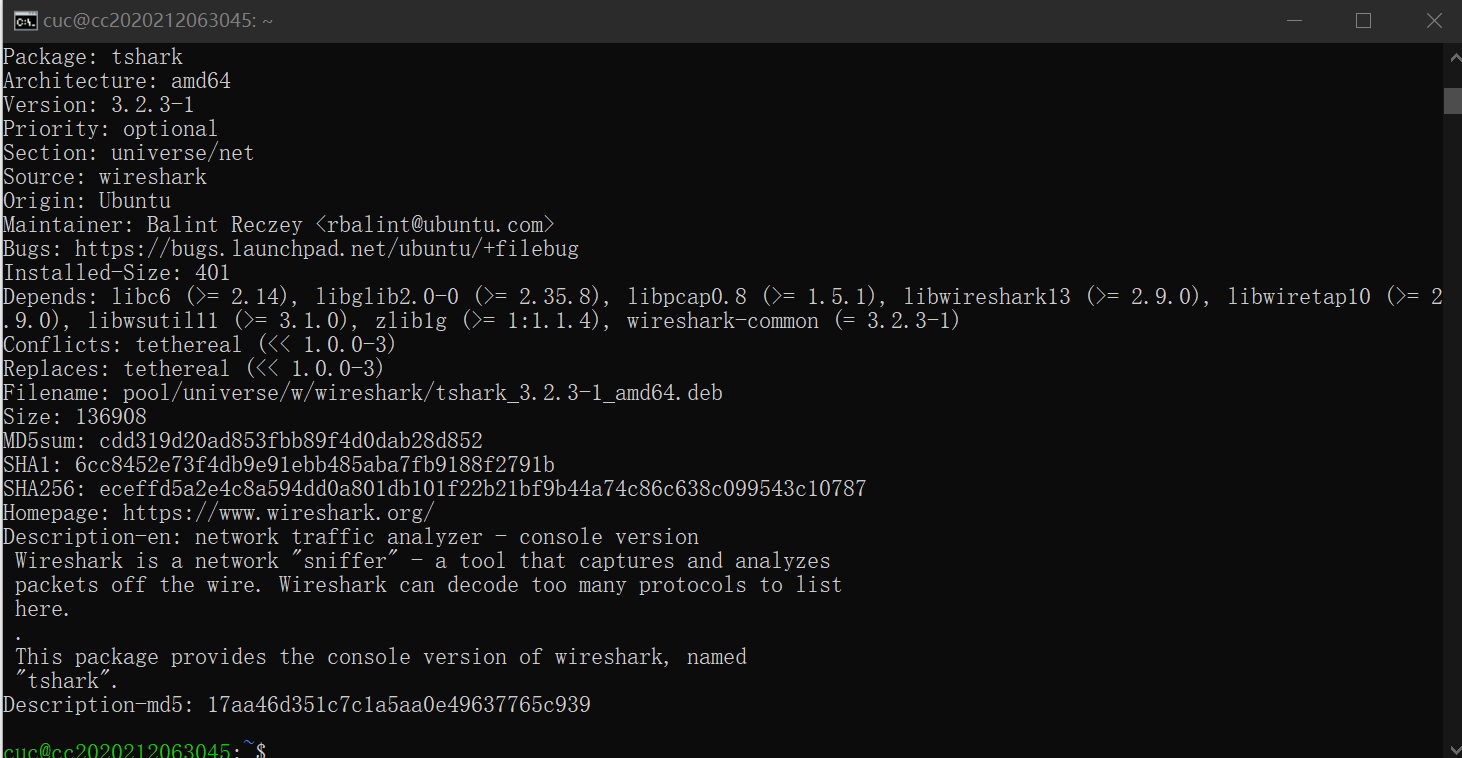 cuc@cc2020212063045: ~
Package: tshark
Architecture: amd64
Version: 3.2.3-1
Priority: optional
Section: universe/net
Source: wireshark
Origin: Ubuntu
Maintainer: Balint Reczey <rbalint@ubuntu.com>
Bugs: https://bugs.launchpad.net/ubuntu/+filebug
Installed-Size: 401
Depends: libc6 (>= 2.14), libglib2.0-0 (>= 2.35.8), libpcap0.8 (>= 1.5.1), libwireshark13 (>= 2.9.0), libwiretap10 (>= 2
.9.0), libwsutil11 (>= 3.1.0), zlib1g (>= 1:1.1.4), wireshark-common (= 3.2.3-1)
Conflicts: tethereal (<< 1.0.0-3)
Replaces: tethereal (<< 1.0.0-3)
Filename: pool/universe/w/wireshark/tshark_3.2.3-1_amd64.deb
Size: 136908
MD5sum: cdd319d20ad853fbb89f4d0dab28d852
SHA1: 6cc8452e73f4db9e91ebb485aba7fb9188f2791b
SHA256: eceffd5a2e4c8a594dd0a801db101f22b21bf9b44a74c86c638c099543c10787
Homepage: https://www.wireshark.org/
Description-en: network traffic analyzer - console version
 Wireshark is a network "sniffer" - a tool that captures and analyzes
 packets off the wire. Wireshark can decode too many protocols to list
 here.
 .
 This package provides the console version of wireshark, named
 "tshark".
Description-md5: 17aa46d351c7c1a5aa0e49637765c939
cuc@cc2020212063045:~$